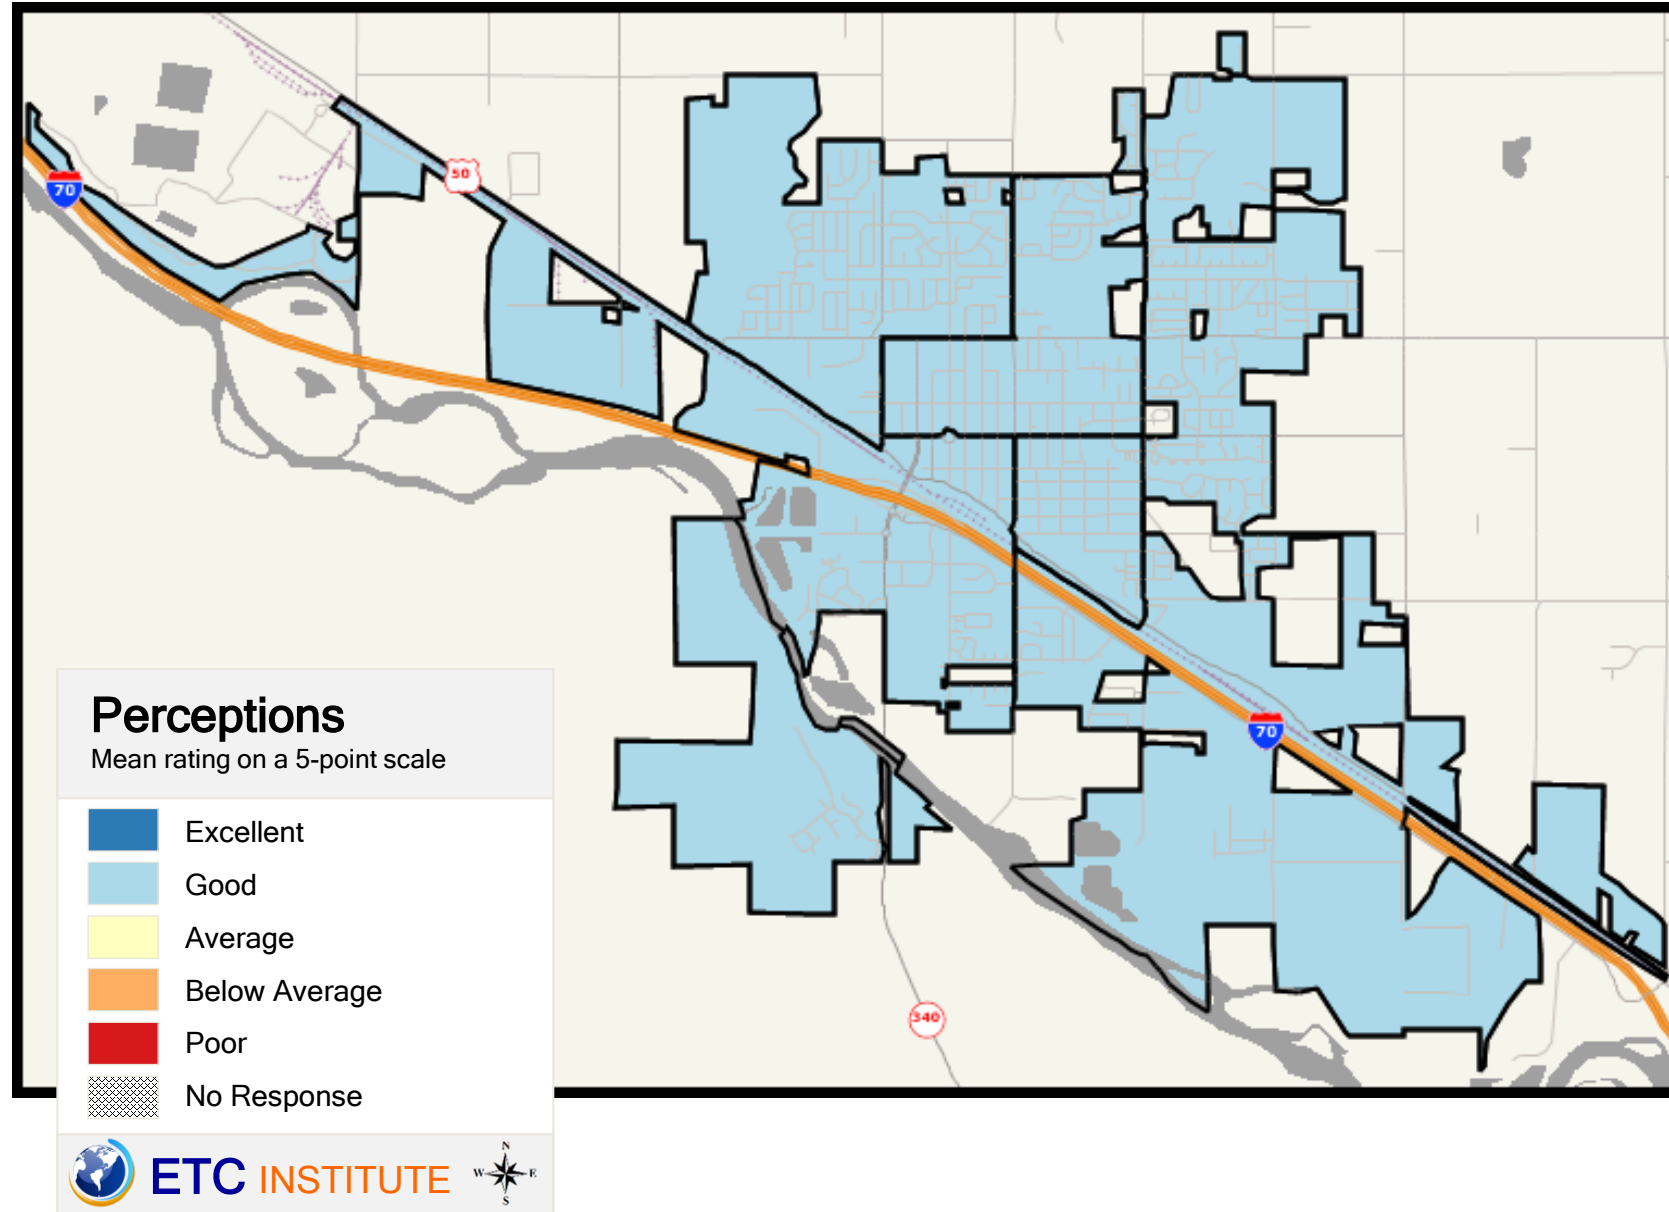 50
70
70
340
Perceptions
Mean rating on a 5-point scale
Excellent
Good
Average
Below Average
Poor
No Response
ETC INSTITUTE
N
W E
S